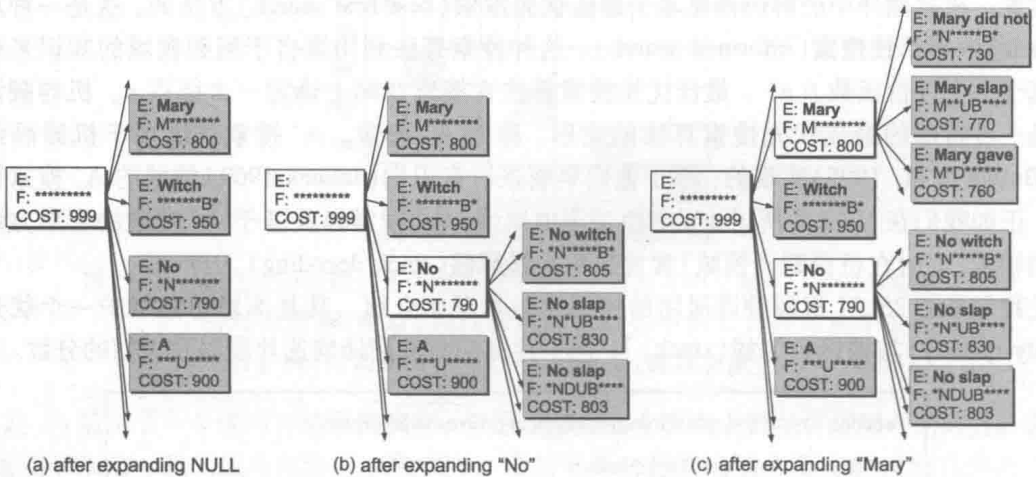 E:
F: *********
COST: 999
E: Mary
F: M********
COST: 800
E: Witch
F: *******B*
COST: 950
E: No
F: *N*******
COST: 790
E: A
F: ***U*****
COST: 900
(a) after expanding NULL
E:
F: *********
COST: 999
E: Mary
F: M********
COST: 800
E: Witch
F: *******B*
COST: 950
E: No
F: *N*******
COST: 790
E: A
F: ***U*****
COST: 900
E: No witch
F: *N*****B*
COST: 805
E: No slap
F: *N*UB****
COST: 830
E: No slap
F: *NDUB****
COST: 803
(b) after expanding "No"
E:
F: *********
COST: 999
E: Mary
F: M********
COST: 800
E: Witch
F: *******B*
COST: 950
E: No
F: *N*******
COST: 790
E: A
F: ***U*****
COST: 900
E: Mary did not
F: *N*****B*
COST: 730
E: Mary slap
F: M**UB****
COST: 770
E: Mary gave
F: M*D******
COST: 760
E: No witch
F: *N*****B*
COST: 805
E: No slap
F: *N*UB****
COST: 830
E: No slap
F: *NDUB****
COST: 803
(c) after expanding "Mary"